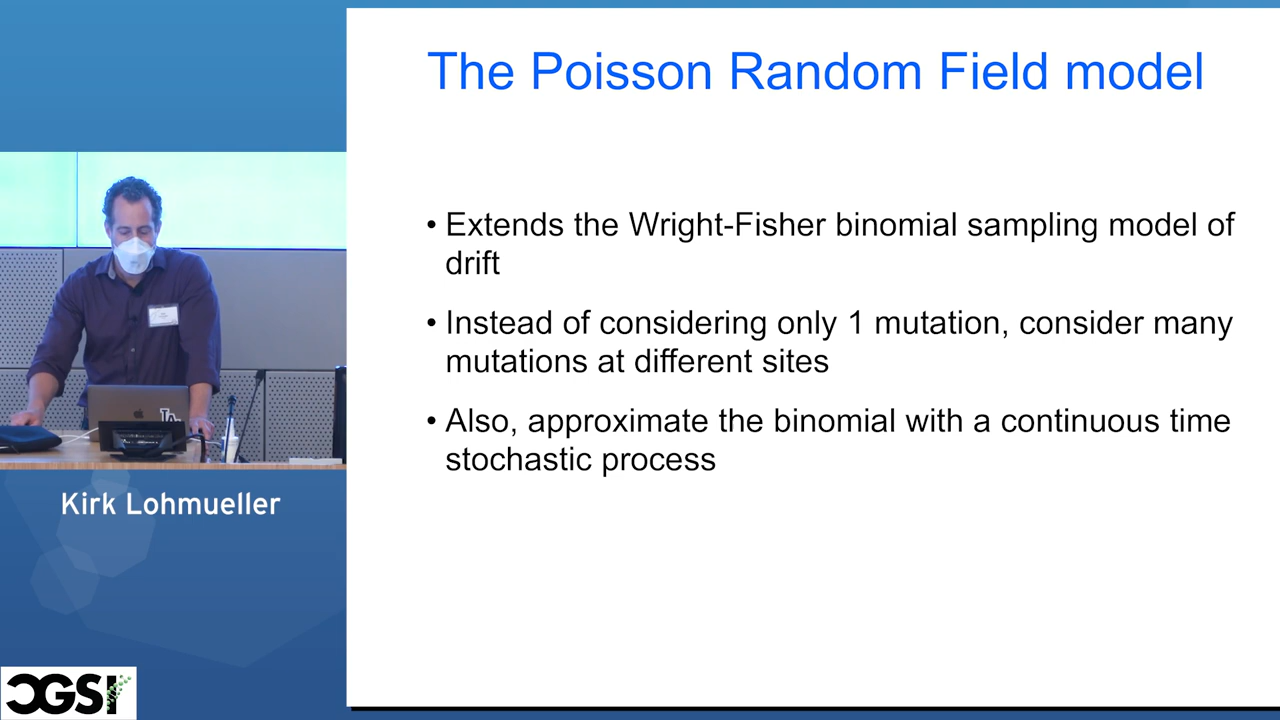 The Poisson Random Field model
• Extends the Wright-Fisher binomial sampling model of
drift
• Instead of considering only 1 mutation, consider many
mutations at different sites
• Also, approximate the binomial with a continuous time
stochastic process
LA
Kirk Lohmueller
CGSI